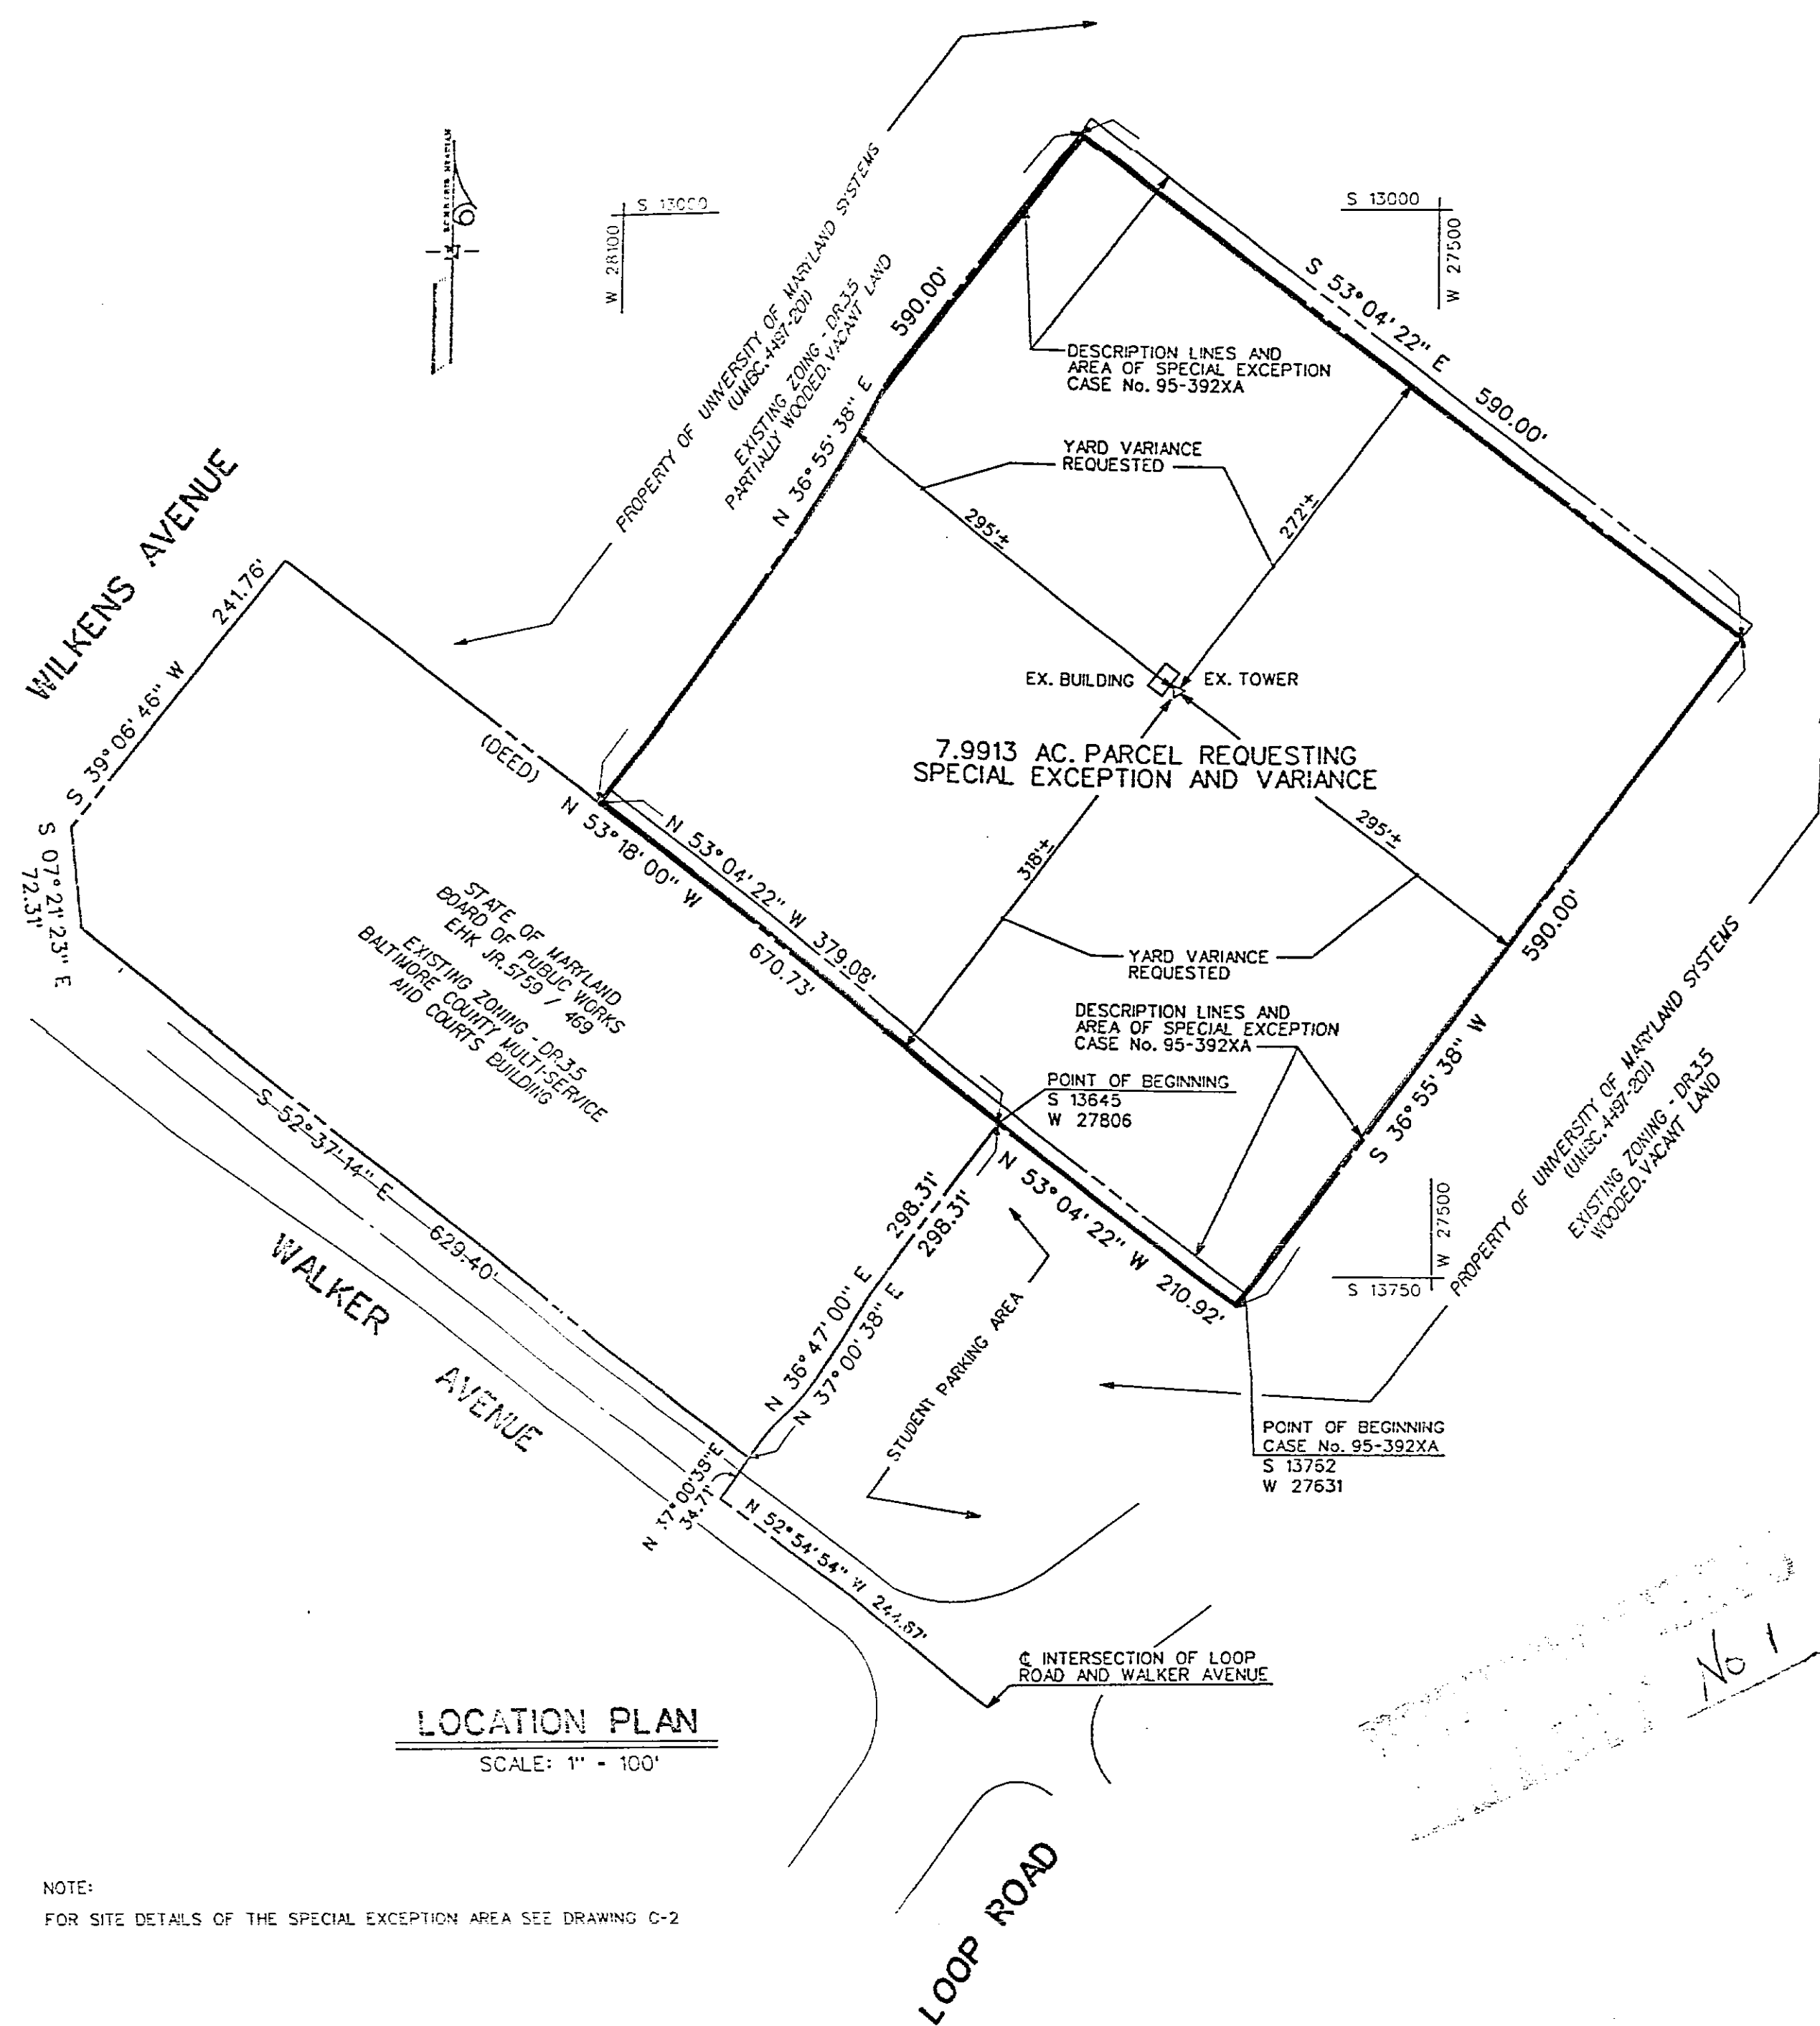 S 13000
W 28100
S 13000
W 27500
PROPERTY OF UNIVERSITY OF MARYLAND SYSTEMS
(UMBC. 4497-201)
EXISTING ZOING - DR.3.5
PARTIALLY WOODED, VACANT LAND
590.00'
N 36° 55' 38" E
S 53° 04' 22" E
590.00'
DESCRIPTION LINES AND
AREA OF SPECIAL EXCEPTION
CASE No. 95-392XA
YARD VARIANCE
REQUESTED
295'±
272'±
WILKENS AVENUE
241.76'
S 39° 06' 46" W
S 07° 21' 23" E
72.31'
(DEED)
N 53° 18' 00" W
670.73'
N 53° 04' 22" W 379.08'
EX. BUILDING
EX. TOWER
7.9913 AC. PARCEL REQUESTING
SPECIAL EXCEPTION AND VARIANCE
318'±
295'±
YARD VARIANCE
REQUESTED
590.00'
S 36° 55' 38" W
STATE OF MARYLAND
BOARD OF PUBLIC WORKS
EHK JR. 5759 / 469
EXISTING ZONING - DR.3.5
BALTIMORE COUNTY MULTI-SERVICE
AND COURTS BUILDING
DESCRIPTION LINES AND
AREA OF SPECIAL EXCEPTION
CASE No. 95-392XA
POINT OF BEGINNING
S 13645
W 27806
PROPERTY OF UNIVERSITY OF MARYLAND SYSTEMS
(UMBC. 4497-201)
EXISTING ZONING - DR.3.5
WOODED, VACANT LAND
S 52° 37' 14" E
629.40'
WALKER
AVENUE
298.31'
N 36° 47' 00" E
298.31'
N 37° 00' 38" E
N 53° 04' 22" W 210.92'
W 27500
S 13750
STUDENT PARKING AREA
POINT OF BEGINNING
CASE No. 95-392XA
S 13762
W 27631
N 37° 00' 38" E
34.71'
N 52° 54' 54" W 244.87'
℄ INTERSECTION OF LOOP
ROAD AND WALKER AVENUE
No 1
LOCATION PLAN
SCALE: 1" - 100'
LOOP ROAD
NOTE:
FOR SITE DETAILS OF THE SPECIAL EXCEPTION AREA SEE DRAWING C-2